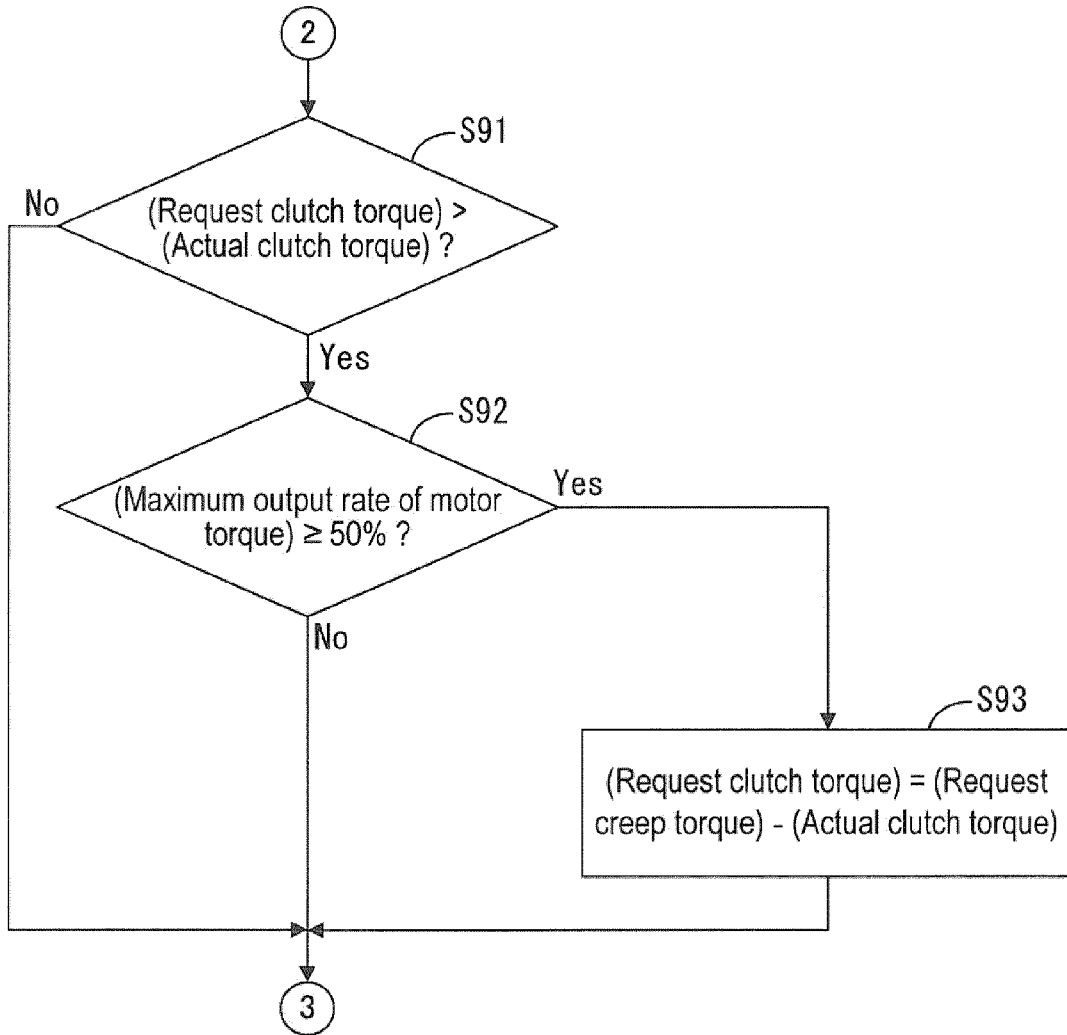 2
S91
No
(Request clutch torque) >
(Actual clutch torque) ?
Yes
S92
(Maximum output rate of motor
torque) ≥ 50% ?
Yes
No
S93
(Request clutch torque) = (Request
creep torque) - (Actual clutch torque)
3